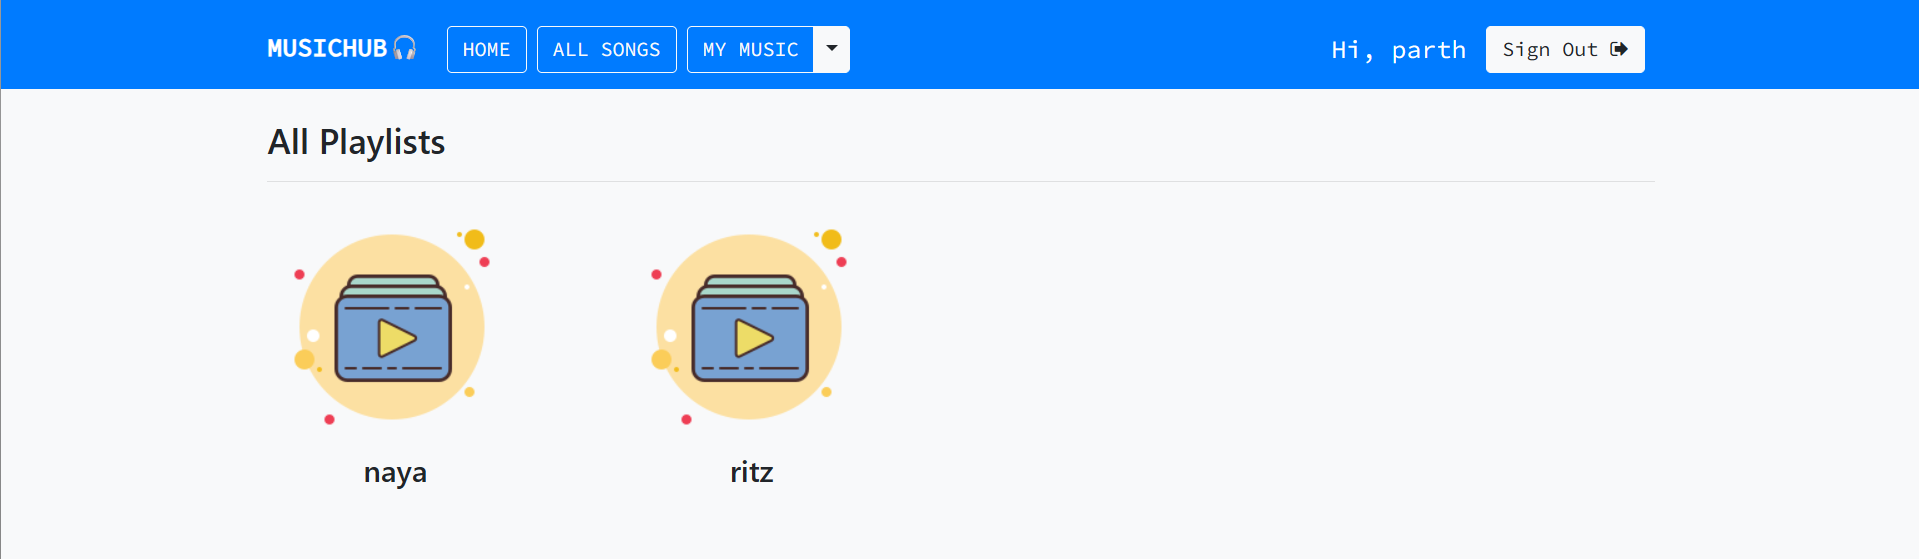 MUSICHUB HOME ALL SONGS MY MUSIC Hi, parth Sign Out
All Playlists
naya ritz